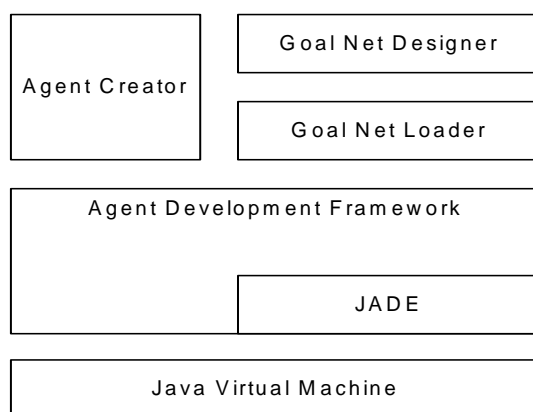 Goal Net Designer
Agent Creator
Goal Net Loader
Agent Development Framework
JADE
Java Virtual Machine